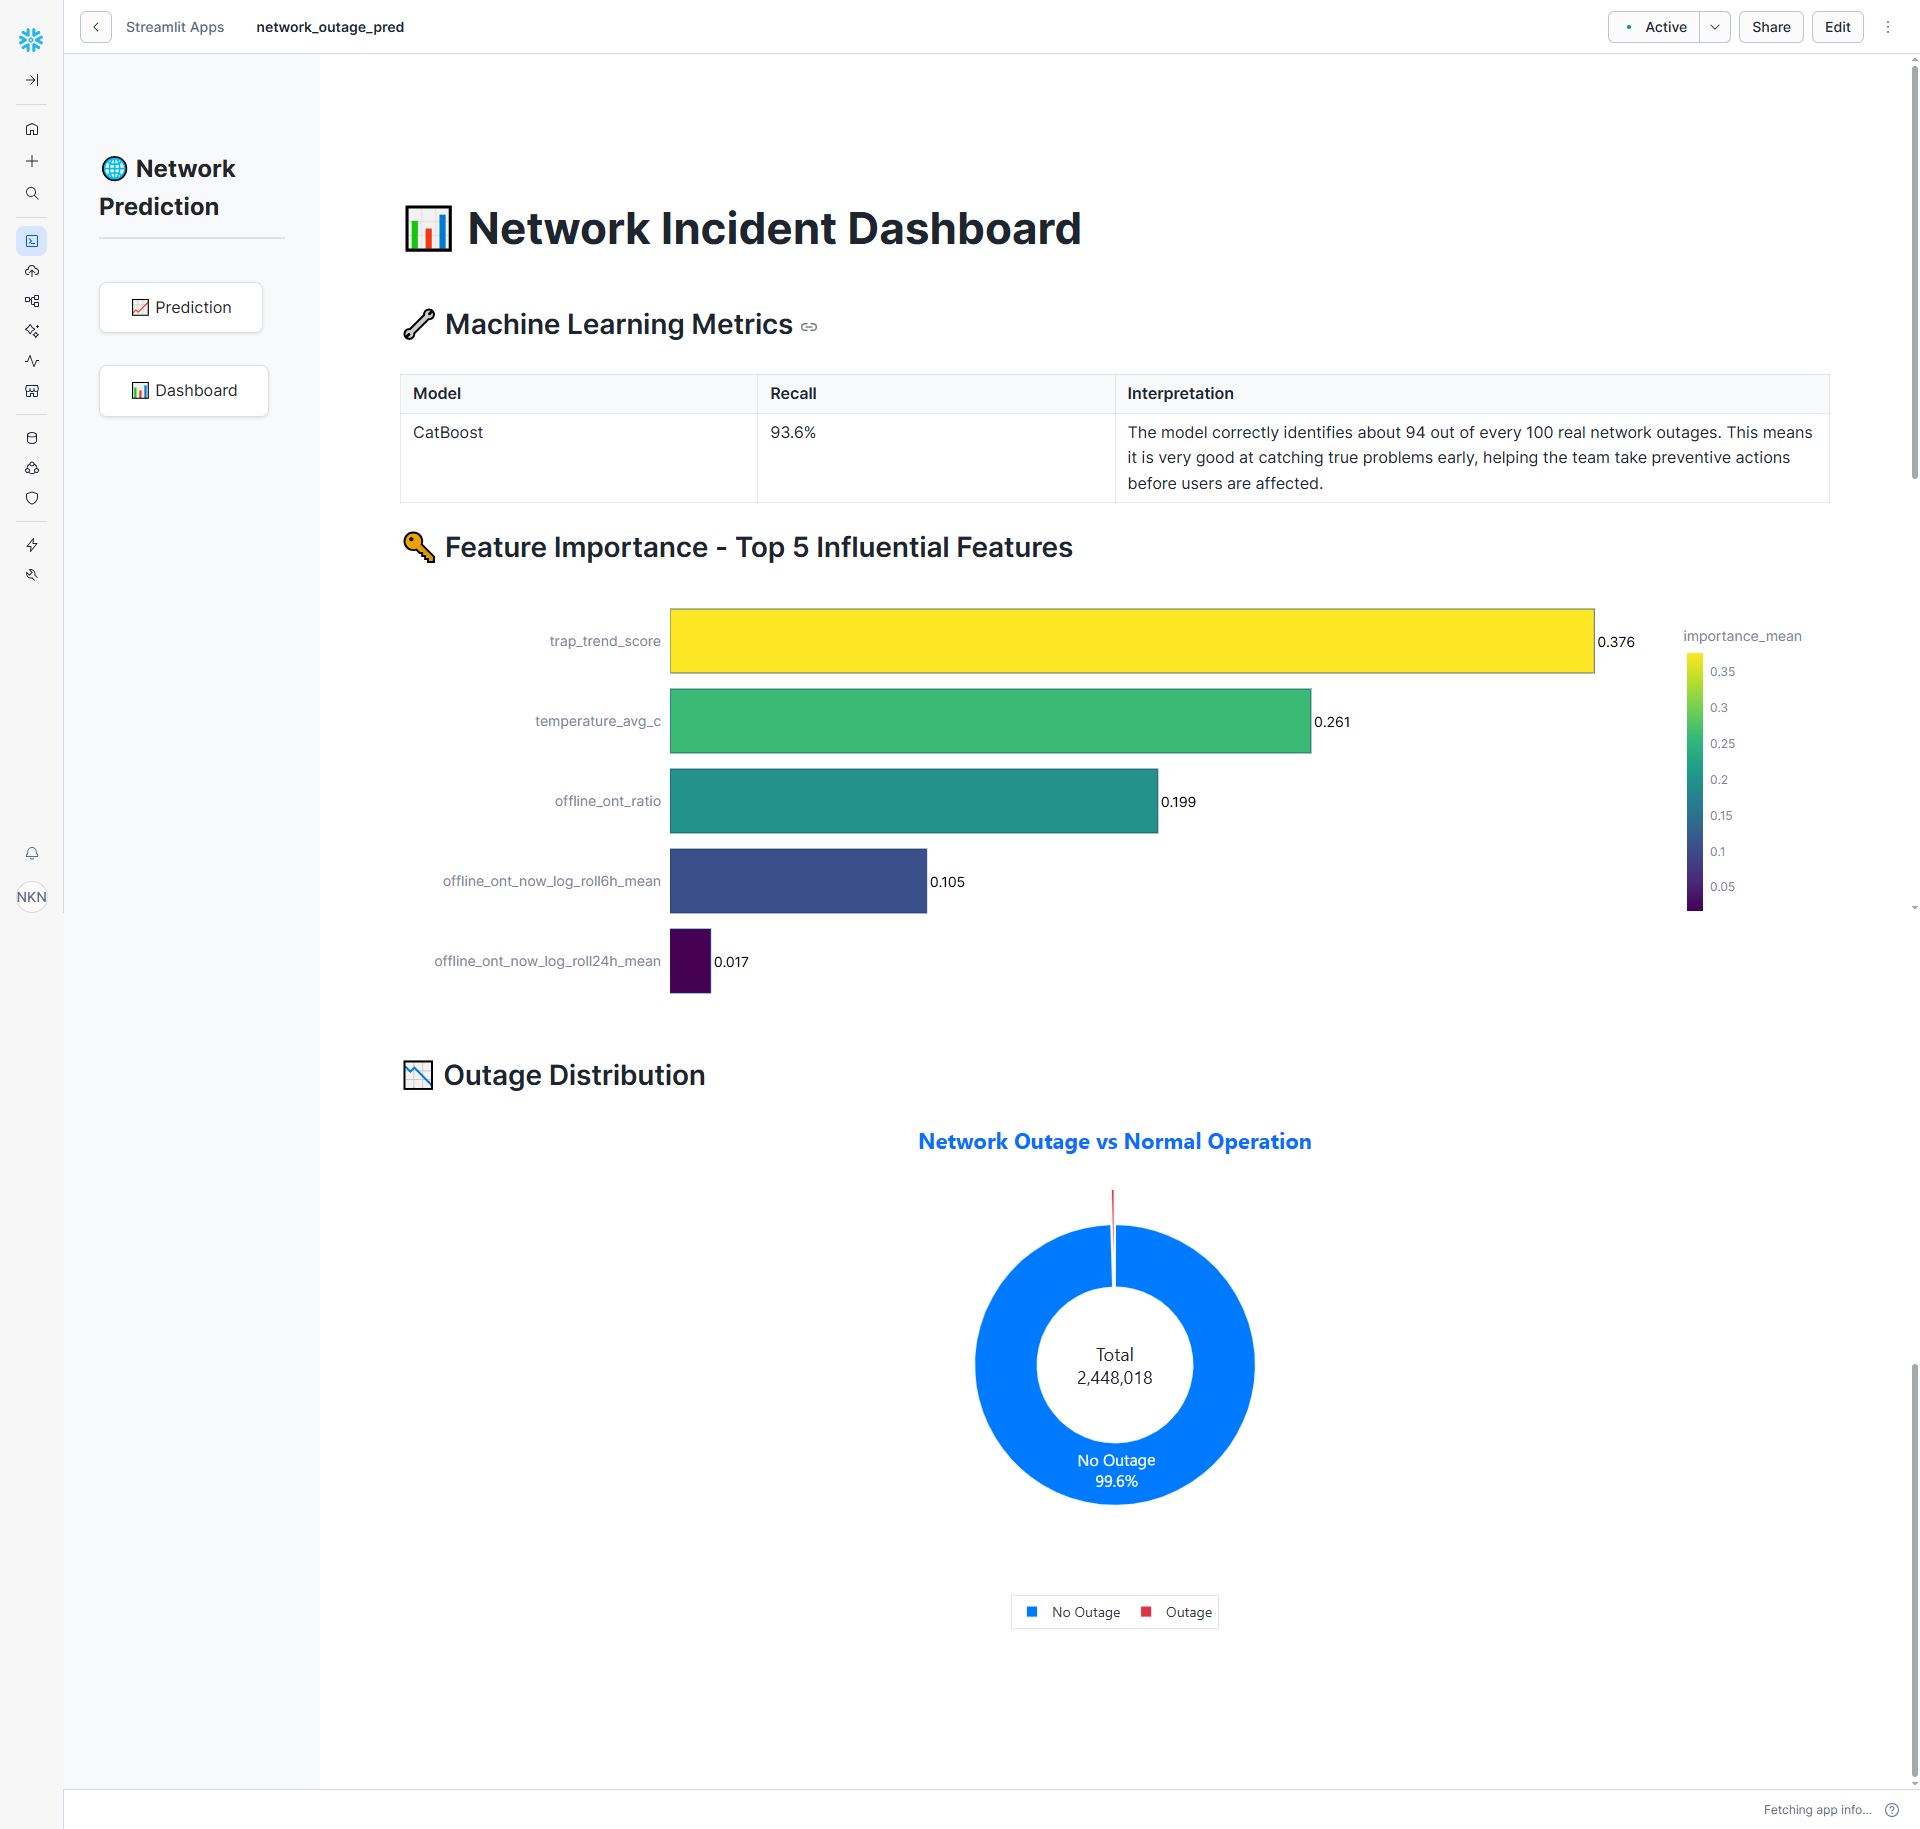 Streamlit Apps
network_outage_pred
Active
Share
Edit
Network
Prediction
Prediction
Dashboard
NKN
Network Incident Dashboard
Machine Learning Metrics
Model Recall Interpretation
CatBoost 93.6% The model correctly identifies about 94 out of every 100 real network outages. This means
it is very good at catching true problems early, helping the team take preventive actions
before users are affected.
Feature Importance - Top 5 Influential Features
trap_trend_score 0.376
temperature_avg_c 0.261
offline_ont_ratio 0.199
offline_ont_now_log_roll6h_mean 0.105
offline_ont_now_log_roll24h_mean 0.017
importance_mean
0.35
0.3
0.25
0.2
0.15
0.1
0.05
Outage Distribution
Network Outage vs Normal Operation
Total
2,448,018
No Outage
99.6%
No Outage Outage
Fetching app info...